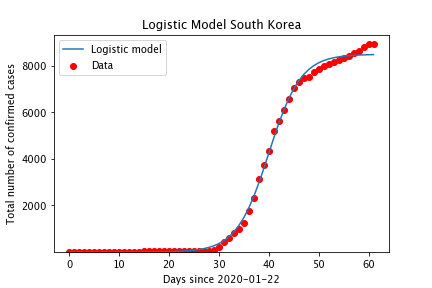 Logistic Model South Korea
Logistic model
Data
Total number of confirmed cases
8000
6000
4000
2000
0 10 20 30 40 50 60
Days since 2020-01-22